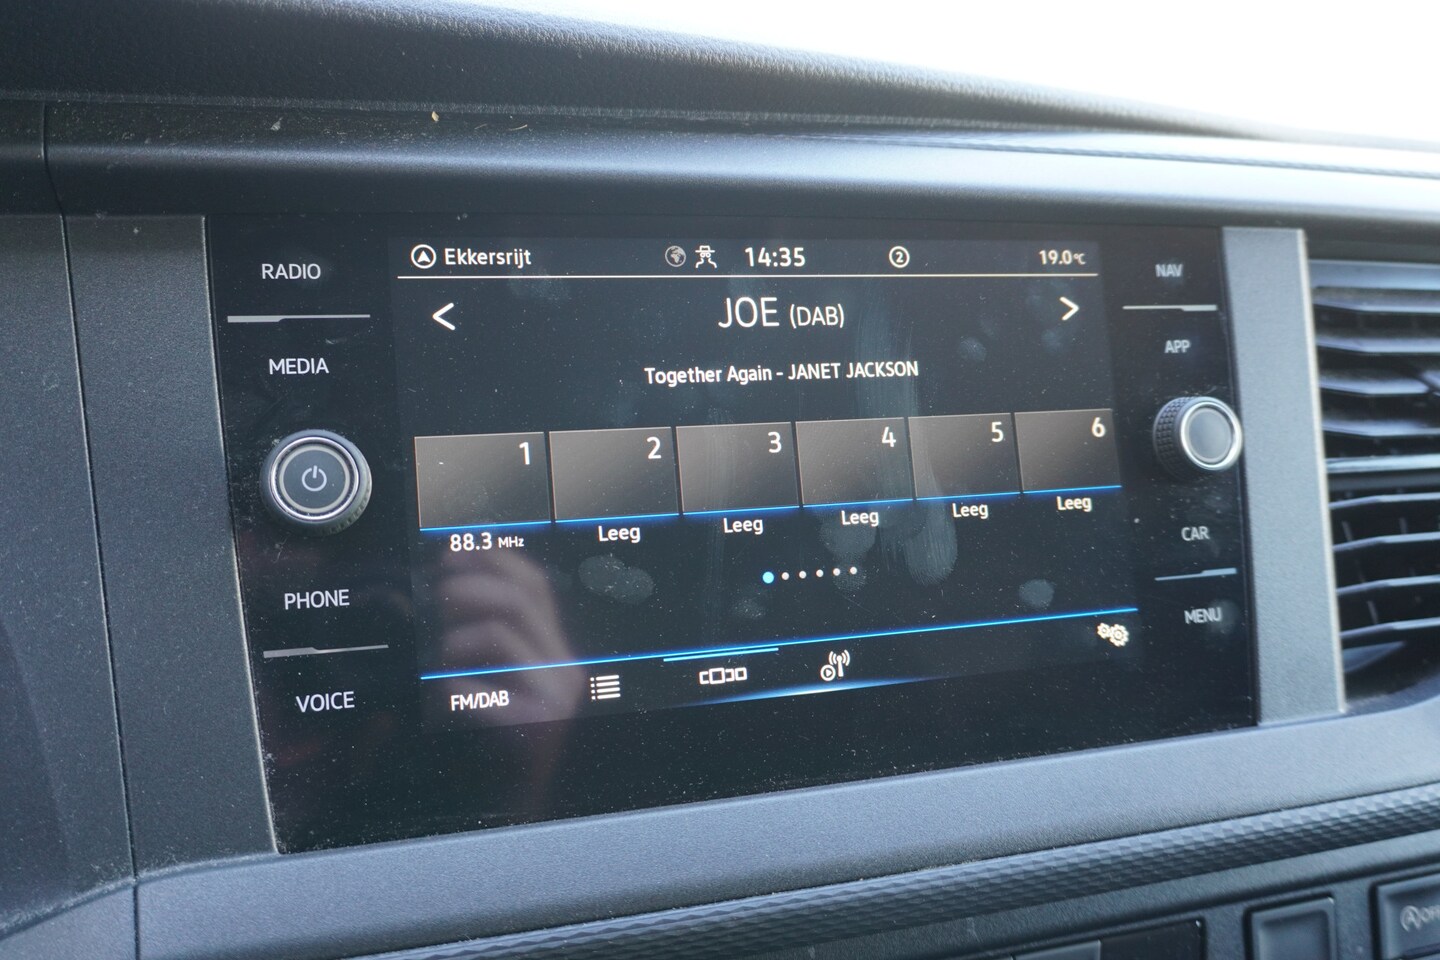 Ekkersrijt 14:35 2 19.0°C
RADIO
NAV
JOE (DAB)
MEDIA
APP
Together Again - JANET JACKSON
1 2 3 4 5 6
88.3 MHz Leeg Leeg Leeg Leeg Leeg
CAR
PHONE
MENU
VOICE
FM/DAB